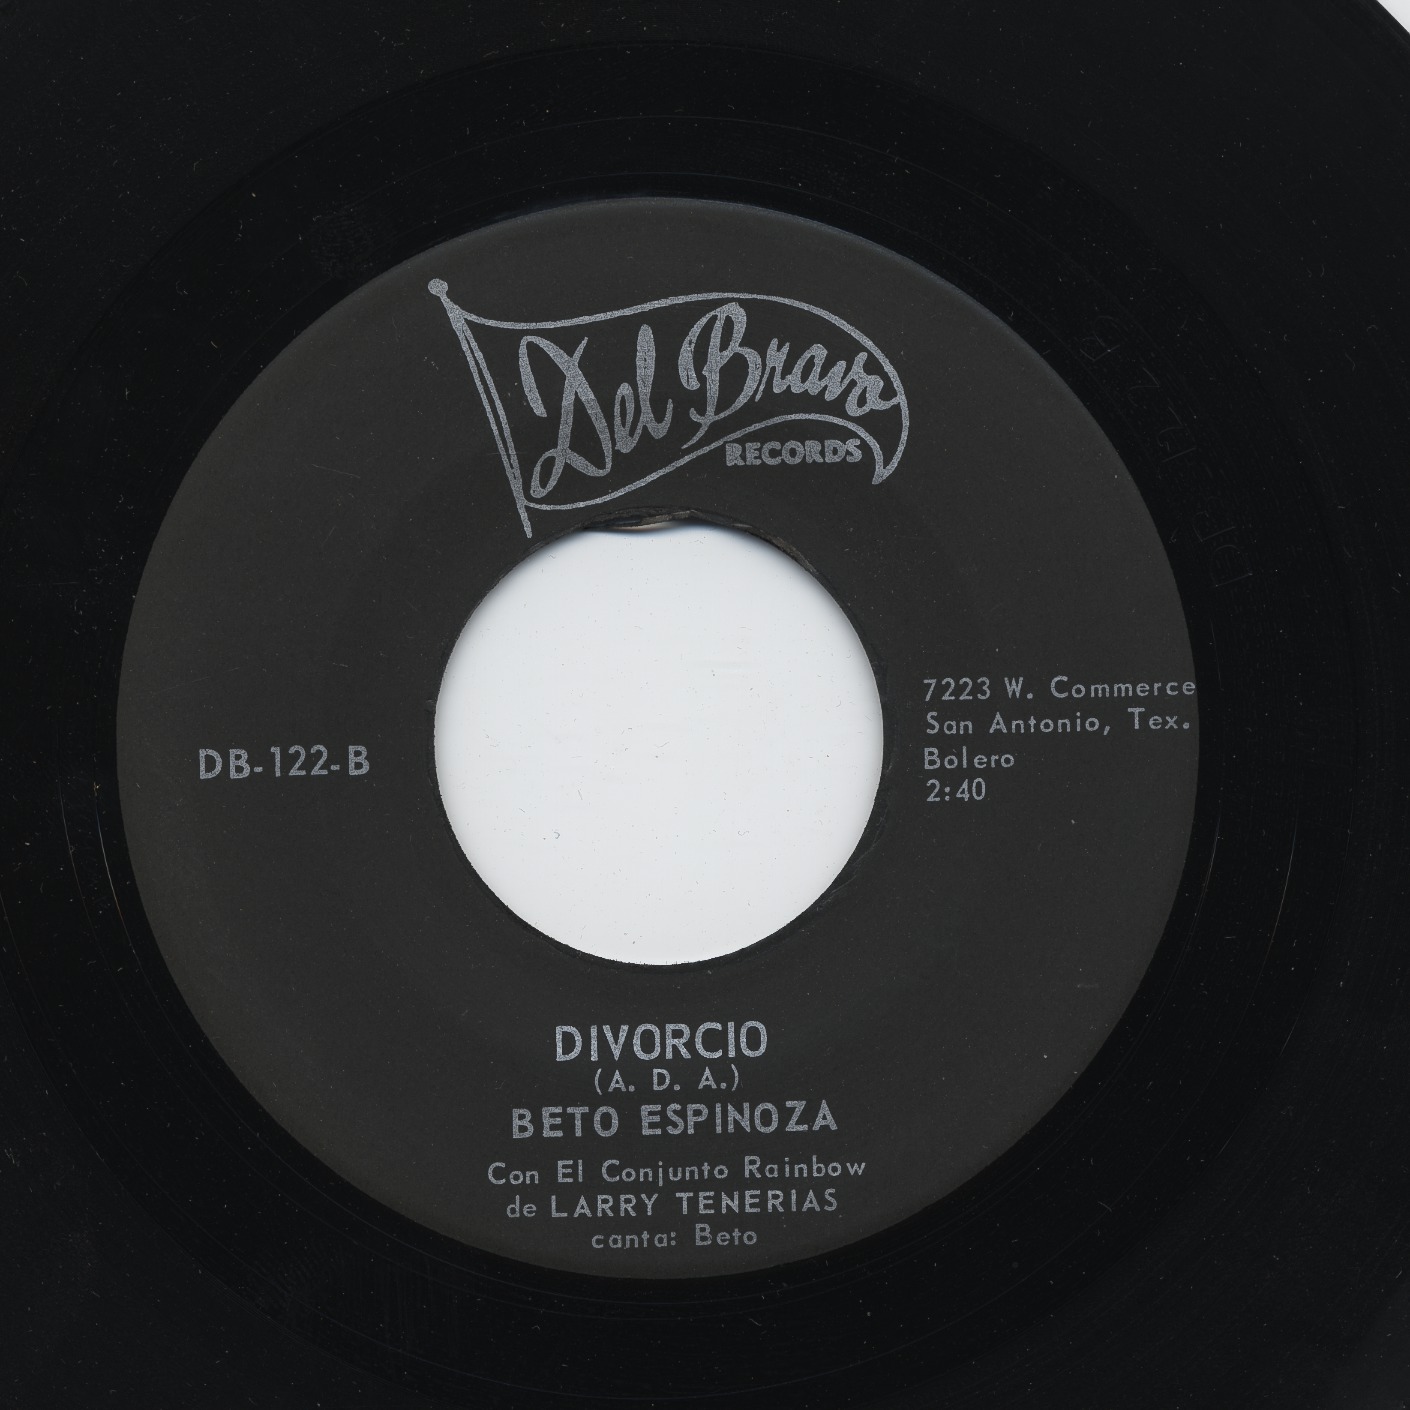 Del Bravo
RECORDS
7223 W. Commerce
San Antonio, Tex.
Bolero
2:40
DB-122-B
DIVORCIO
(A. D. A.)
BETO ESPINOZA
Con El Conjunto Rainbow
de LARRY TENERIAS
canta: Beto